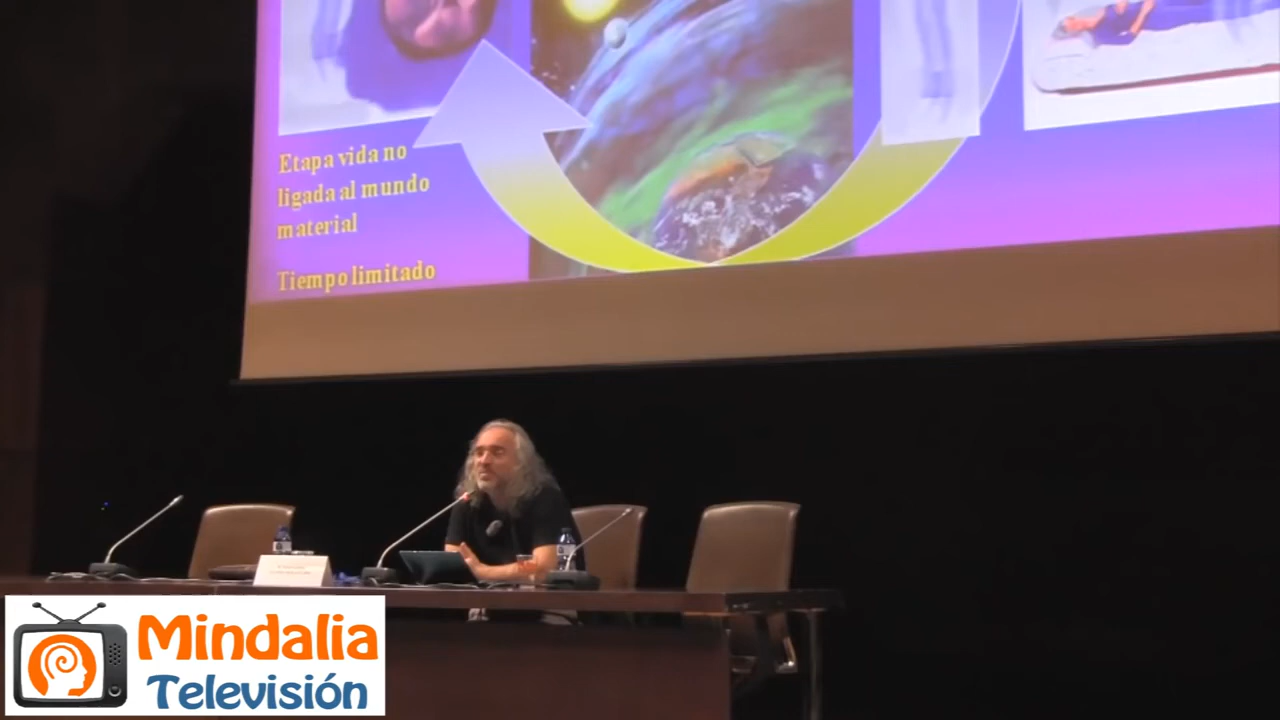 Etapa vida no
ligada al mundo
material
Tiempo limitado
Mindalia
Televisión